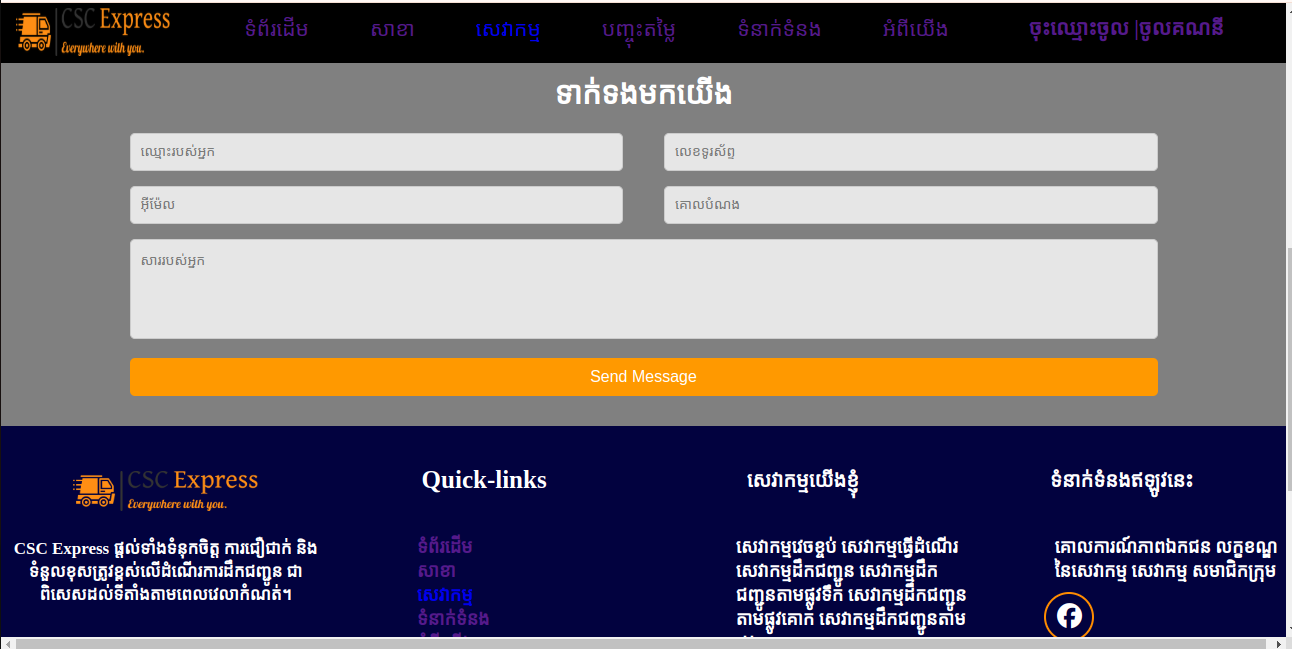 CSC Express
Everywhere with you.
ទំព័រដើម
សាខា
សេវាកម្ម
បញ្ចុះតម្លៃ
ទំនាក់ទំនង
អំពីយើង
ចុះឈ្មោះចូល |ចូលគណនី
ទាក់ទងមកយើង
ឈ្មោះរបស់អ្នក
លេខទូរស័ព្ទ
អ៊ីម៉ែល
គោលបំណង
សាររបស់អ្នក
Send Message
CSC Express
Everywhere with you.
CSC Express ផ្តល់ទាំងទំនុកចិត្ត ការជឿជាក់ និង
ទំនួលខុសត្រូវខ្ពស់លើដំណើរការដឹកជញ្ជូន ជា
ពិសេសដល់ទីតាំងតាមពេលវេលាកំណត់។
Quick-links
ទំព័រដើម
សាខា
សេវាកម្ម
ទំនាក់ទំនង
សេវាកម្មយើងខ្ញុំ
សេវាកម្មវេចខ្ចប់ សេវាកម្មធ្វើដំណើរ
សេវាកម្មដឹកជញ្ជូន សេវាកម្មដឹក
ជញ្ជូនតាមផ្លូវទឹក សេវាកម្មដឹកជញ្ជូន
តាមផ្លូវគោក សេវាកម្មដឹកជញ្ជូនតាម
ទំនាក់ទំនងឥឡូវនេះ
គោលការណ៍ភាពឯកជន លក្ខខណ្ឌ
នៃសេវាកម្ម សេវាកម្ម សមាជិកក្រុម